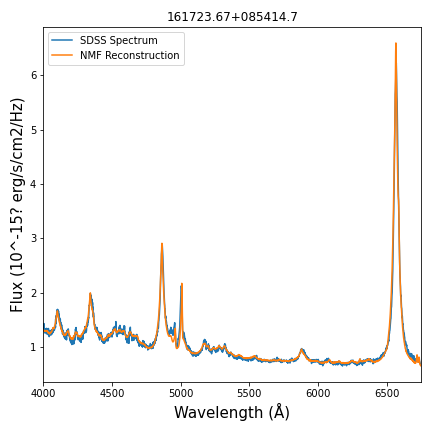 161723.67+085414.7
SDSS Spectrum
NMF Reconstruction
Flux (10^-15? erg/s/cm2/Hz)
6
5
4
3
2
1
4000 4500 5000 5500 6000 6500
Wavelength (Å)